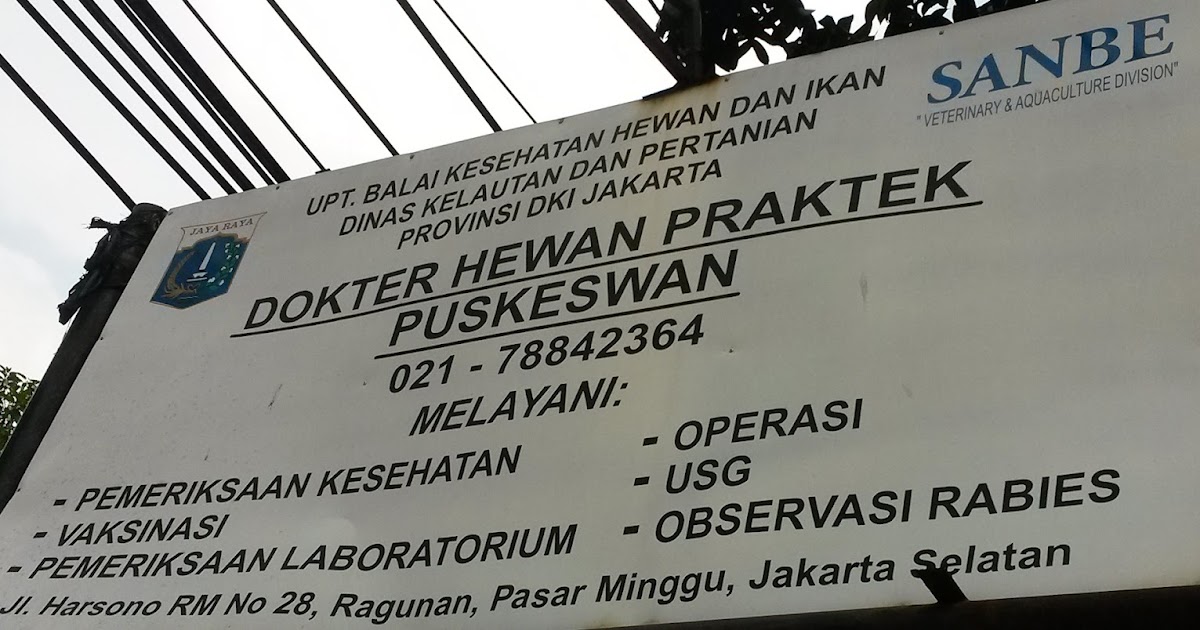 SANBE
" VETERINARY & AQUACULTURE DIVISION"
JAYA RAYA
UPT. BALAI KESEHATAN HEWAN DAN IKAN
DINAS KELAUTAN DAN PERTANIAN
PROVINSI DKI JAKARTA
DOKTER HEWAN PRAKTEK
PUSKESWAN
021 - 78842364
MELAYANI:
- PEMERIKSAAN KESEHATAN
- VAKSINASI
- PEMERIKSAAN LABORATORIUM
- OPERASI
- USG
- OBSERVASI RABIES
Jl. Harsono RM No 28, Ragunan, Pasar Minggu, Jakarta Selatan